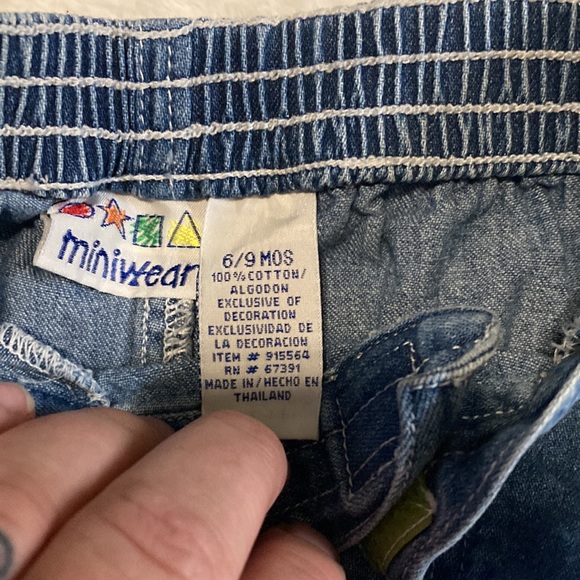 miniwear
6/9 MOS
100% COTTON/
ALGODON
EXCLUSIVE OF
DECORATION
EXCLUSIVIDAD DE
LA DECORACION
ITEM # 915564
RN # 67391
MADE IN/HECHO EN
THAILAND